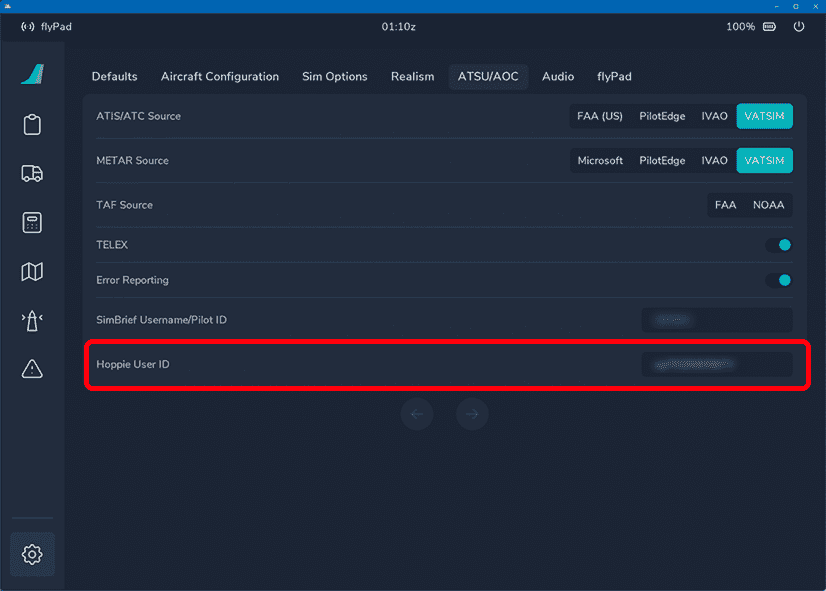 flyPad 01:10z 100%
Defaults Aircraft Configuration Sim Options Realism ATSU/AOC Audio flyPad
ATIS/ATC Source FAA (US) PilotEdge IVAO VATSIM
METAR Source Microsoft PilotEdge IVAO VATSIM
TAF Source FAA NOAA
TELEX
Error Reporting
SimBrief Username/Pilot ID
Hoppie User ID